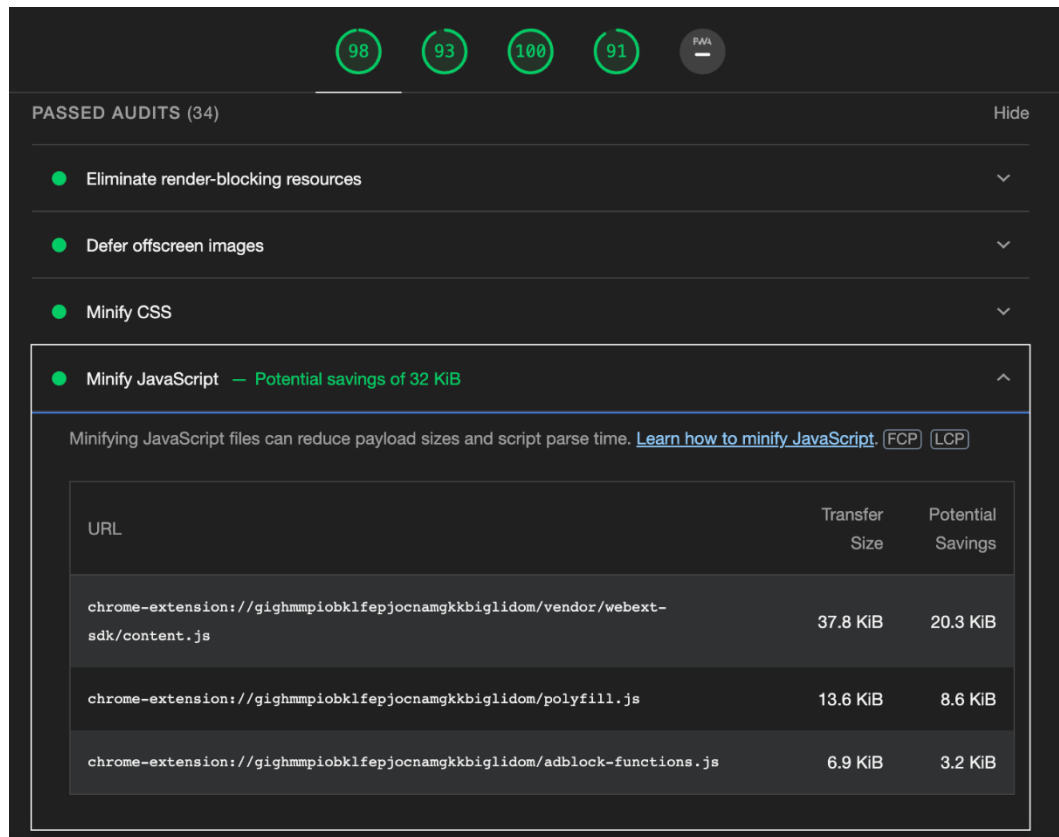 98 93 100 91 PWA
PASSED AUDITS (34) Hide
Eliminate render-blocking resources
Defer offscreen images
Minify CSS
Minify JavaScript — Potential savings of 32 KiB
Minifying JavaScript files can reduce payload sizes and script parse time. Learn how to minify JavaScript. FCP LCP
URL Transfer Size Potential Savings
chrome-extension://gighmmpiobklfepjocnamgkkbiglidom/vendor/webext-
sdk/content.js 37.8 KiB 20.3 KiB
chrome-extension://gighmmpiobklfepjocnamgkkbiglidom/polyfill.js 13.6 KiB 8.6 KiB
chrome-extension://gighmmpiobklfepjocnamgkkbiglidom/adblock-functions.js 6.9 KiB 3.2 KiB